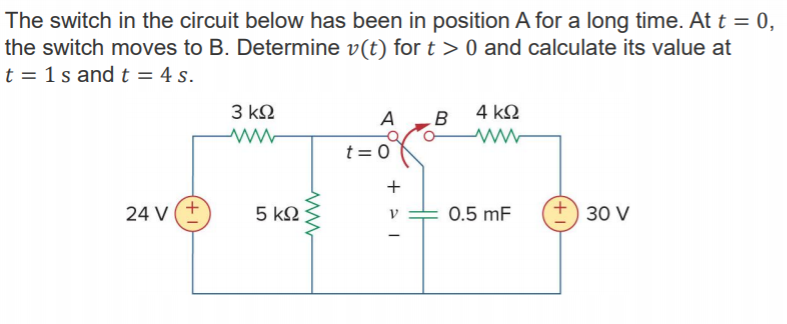 The switch in the circuit below has been in position A for a long time. At t = 0,
the switch moves to B. Determine v(t) for t > 0 and calculate its value at
t = 1 s and t = 4 s.
3 kΩ
A
B
4 kΩ
t = 0
+
24 V
+
−
5 kΩ
v
0.5 mF
+
−
30 V
−